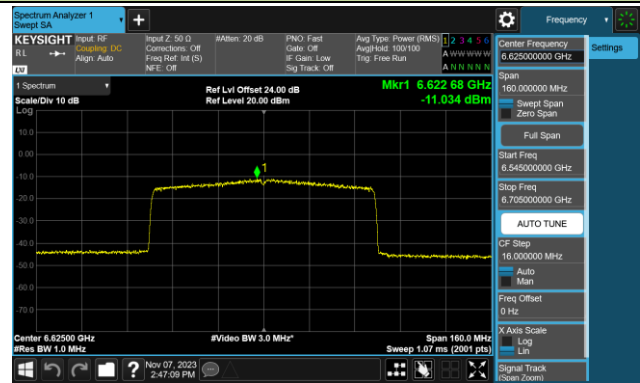 Spectrum Analyzer 1
Swept SA
Frequency
KEYSIGHT
RL
LXI
Input: RF
Coupling: DC
Align: Auto
Input Z: 50 Ω
Corrections: Off
Freq Ref: Int (S)
NFE: Off
#Atten: 20 dB
PNO: Fast
Gate: Off
IF Gain: Low
Sig Track: Off
Avg Type: Power (RMS)
Avg|Hold: 100/100
Trig: Free Run
1 2 3 4 5 6
A W W W W W
A N N N N N
1 Spectrum
Scale/Div 10 dB
Log
Ref Lvl Offset 24.00 dB
Ref Level 20.00 dBm
Mkr1 6.622 68 GHz
-11.034 dBm
10.0
0.00
-10.0
-20.0
-30.0
-40.0
-50.0
-60.0
-70.0
1
Center 6.62500 GHz
#Res BW 1.0 MHz
#Video BW 3.0 MHz*
Span 160.0 MHz
Sweep 1.07 ms (2001 pts)
Nov 07, 2023
2:47:09 PM
Center Frequency
6.625000000 GHz
Settings
Span
160.000000 MHz
Swept Span
Zero Span
Full Span
Start Freq
6.545000000 GHz
Stop Freq
6.705000000 GHz
AUTO TUNE
CF Step
16.000000 MHz
Auto
Man
Freq Offset
0 Hz
X Axis Scale
Log
Lin
Signal Track
(Span Zoom)